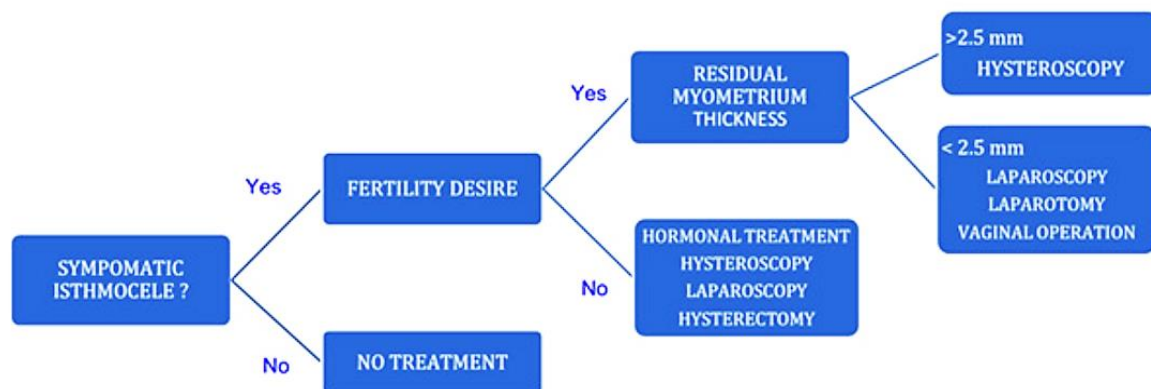 SYMPOMATIC
ISTHMOCELE ?
Yes
No
FERTILITY DESIRE
NO TREATMENT
Yes
No
RESIDUAL
MYOMETRIUM
THICKNESS
HORMONAL TREATMENT
HYSTEROSCOPY
LAPAROSCOPY
HYSTERECTOMY
>2.5 mm
HYSTEROSCOPY
< 2.5 mm
LAPAROSCOPY
LAPAROTOMY
VAGINAL OPERATION